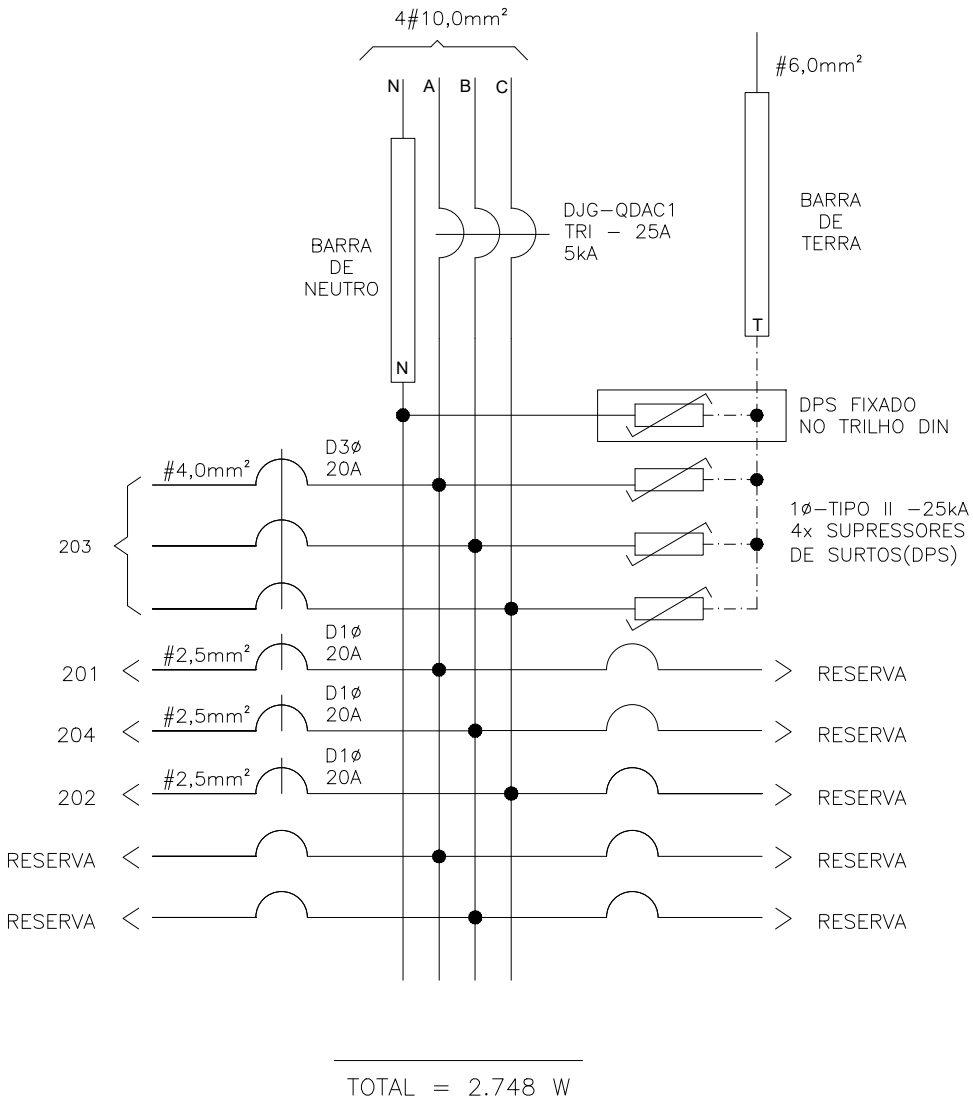 4#10,0mm²
#6,0mm²
N A B C
BARRA
DE
TERRA
DJG-QDAC1
TRI - 25A
5kA
BARRA
DE
NEUTRO
T
N
DPS FIXADO
NO TRILHO DIN
#4,0mm²
D3ø
20A
1ø-TIPO II -25kA
4x SUPRESSORES
DE SURTOS(DPS)
203
#2,5mm²
D1ø
20A
201
RESERVA
#2,5mm²
D1ø
20A
204
RESERVA
#2,5mm²
D1ø
20A
202
RESERVA
RESERVA
RESERVA
RESERVA
RESERVA
TOTAL = 2.748 W